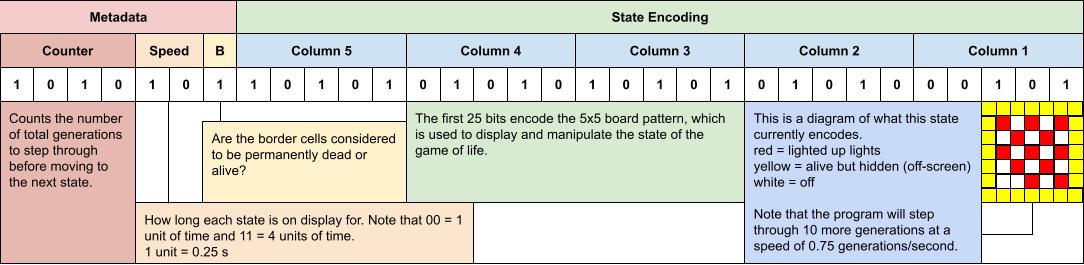 Metadata State Encoding
Counter Speed B Column 5 Column 4 Column 3 Column 2 Column 1
1 0 1 0 1 0 1 1 0 1 0 1 0 1 0 1 0 1 0 1 0 1 0 1 0 1 0 0 1 0 1
Counts the number
of total generations
to step through
before moving to
the next state.
Are the border cells considered
to be permanently dead or
alive?
How long each state is on display for. Note that 00 = 1
unit of time and 11 = 4 units of time.
1 unit = 0.25 s
The first 25 bits encode the 5x5 board pattern, which
is used to display and manipulate the state of the
game of life.
This is a diagram of what this state
currently encodes.
red = lighted up lights
yellow = alive but hidden (off-screen)
white = off
Note that the program will step
through 10 more generations at a
speed of 0.75 generations/second.